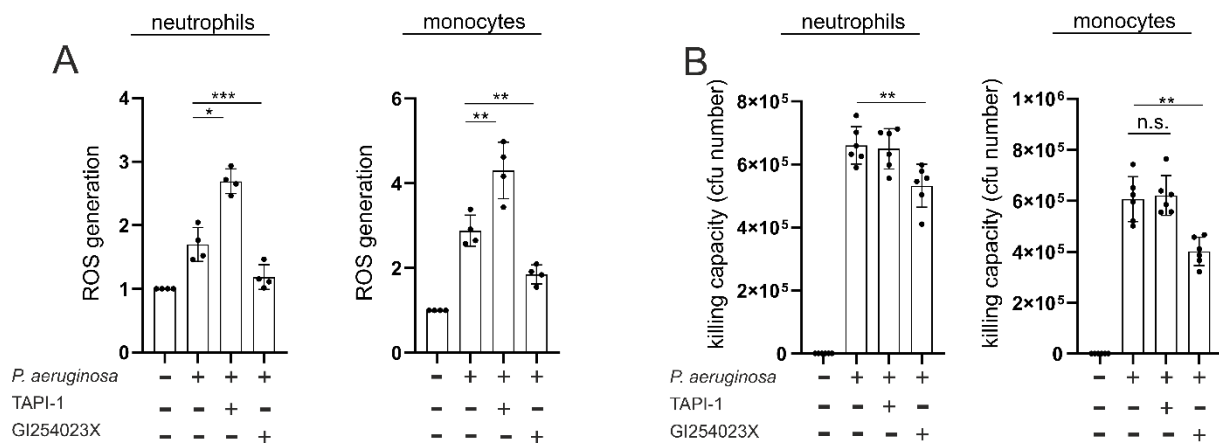 neutrophils
monocytes
neutrophils
monocytes
A
B
ROS generation
4
3
2
1
0
***
*
ROS generation
6
4
2
0
**
**
killing capacity (cfu number)
8×10⁵
6×10⁵
4×10⁵
2×10⁵
0
**
killing capacity (cfu number)
1×10⁶
8×10⁵
6×10⁵
4×10⁵
2×10⁵
0
**
n.s.
P. aeruginosa − + + + − + + +
TAPI-1 − − + − − − + −
GI254023X − − − + − − − +
P. aeruginosa − + + + − + + +
TAPI-1 − − + − − − + −
GI254023X − − − + − − − +